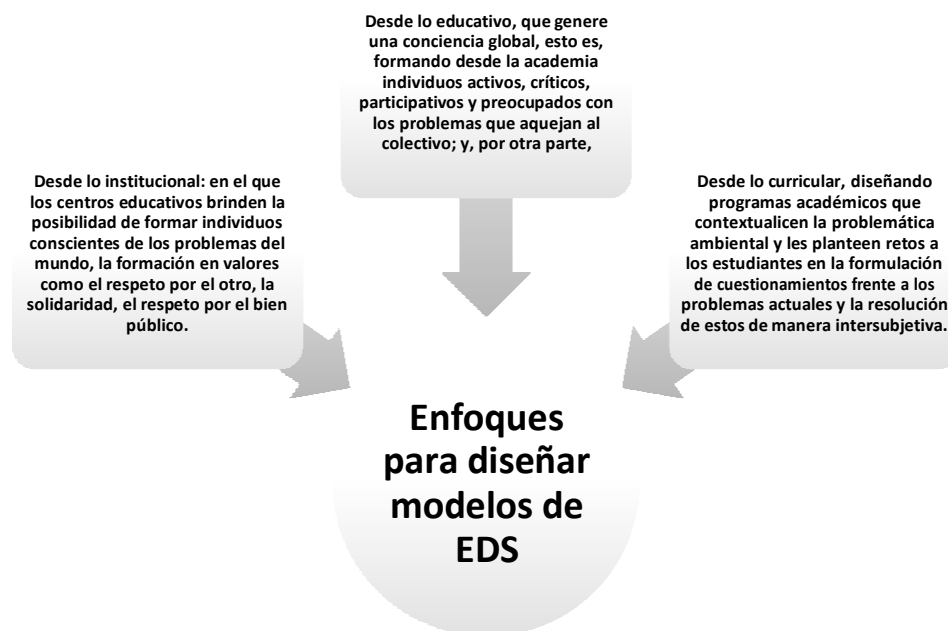 Desde lo educativo, que genere
una conciencia global, esto es,
formando desde la academia
individuos activos, críticos,
participativos y preocupados con
los problemas que aquejan al
colectivo; y, por otra parte,
Desde lo institucional: en el que
los centros educativos brinden la
posibilidad de formar individuos
conscientes de los problemas del
mundo, la formación en valores
como el respeto por el otro, la
solidaridad, el respeto por el bien
público.
Desde lo curricular, diseñando
programas académicos que
contextualicen la problemática
ambiental y les planteen retos a
los estudiantes en la formulación
de cuestionamientos frente a los
problemas actuales y la resolución
de estos de manera intersubjetiva.
Enfoques
para diseñar
modelos de
EDS